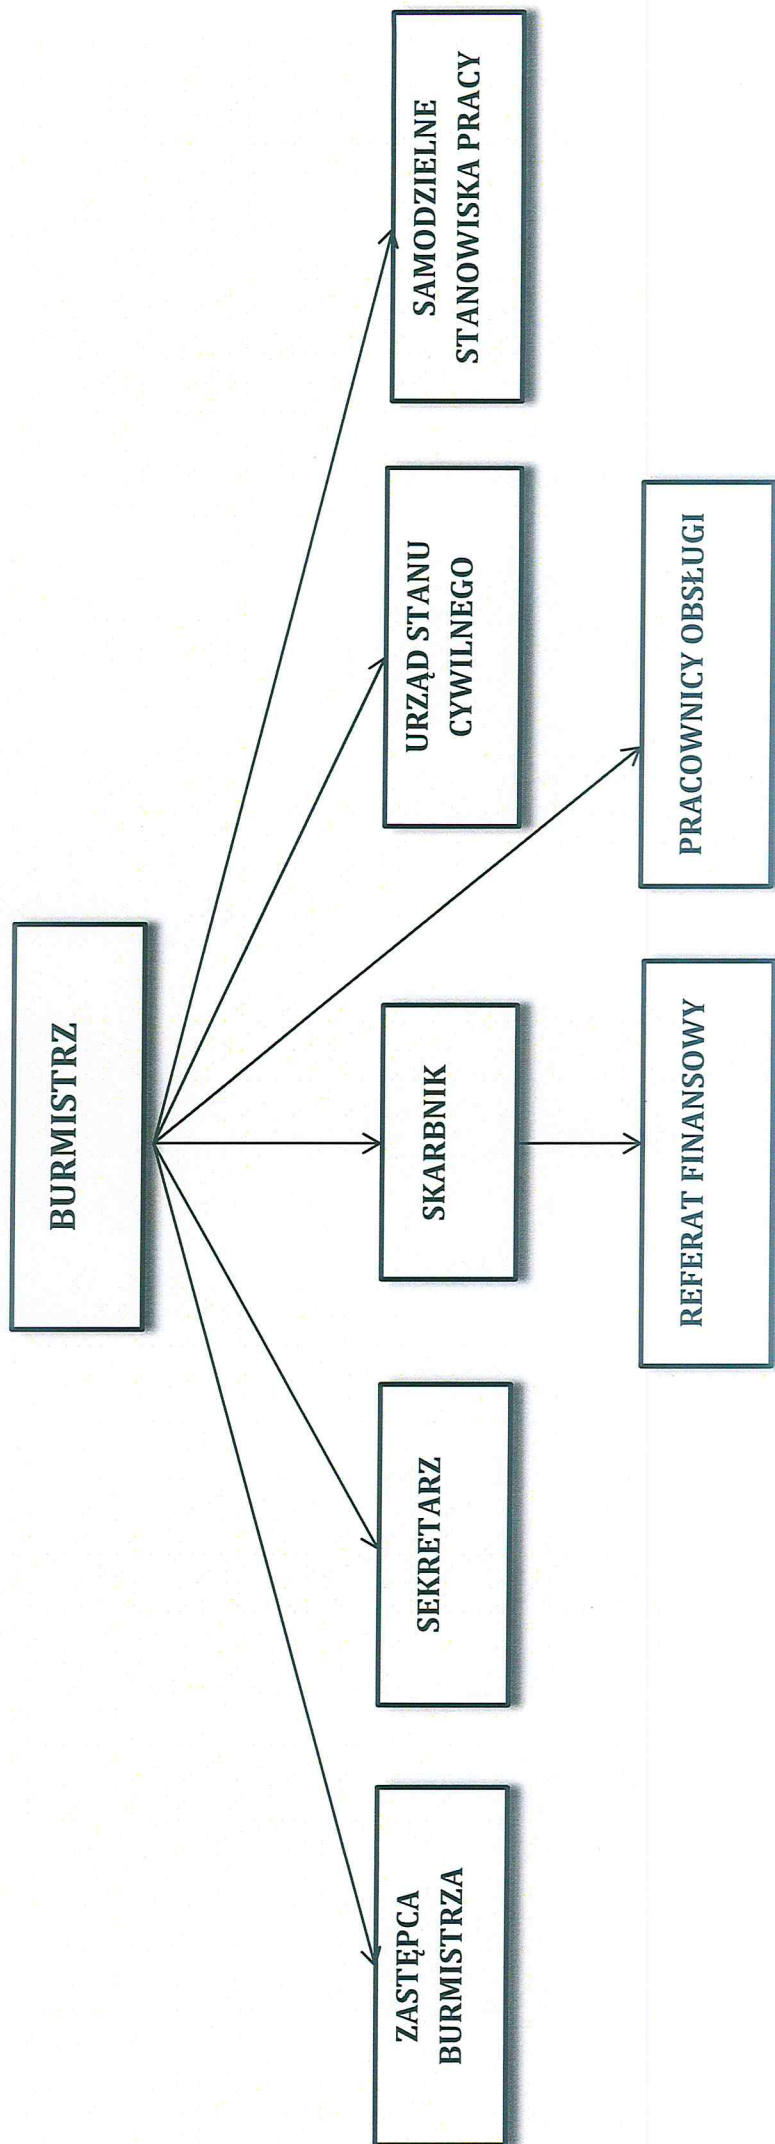 BURMISTRZ
ZASTĘPCA
BURMISTRZA
SEKRETARZ
SKARBNIK
URZĄD STANU
CYWILNEGO
SAMODZIELNE
STANOWISKA PRACY
REFERAT FINANSOWY
PRACOWNICY OBSŁUGI